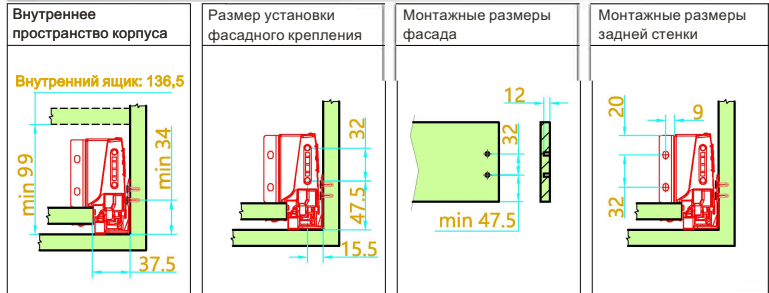 Внутреннее
пространство корпуса
Внутренний ящик: 136,5
min 99
min 34
37.5
Размер установки
фасадного крепления
32
47.5
15.5
Монтажные размеры
фасада
12
32
min 47.5
Монтажные размеры
задней стенки
20
9
32